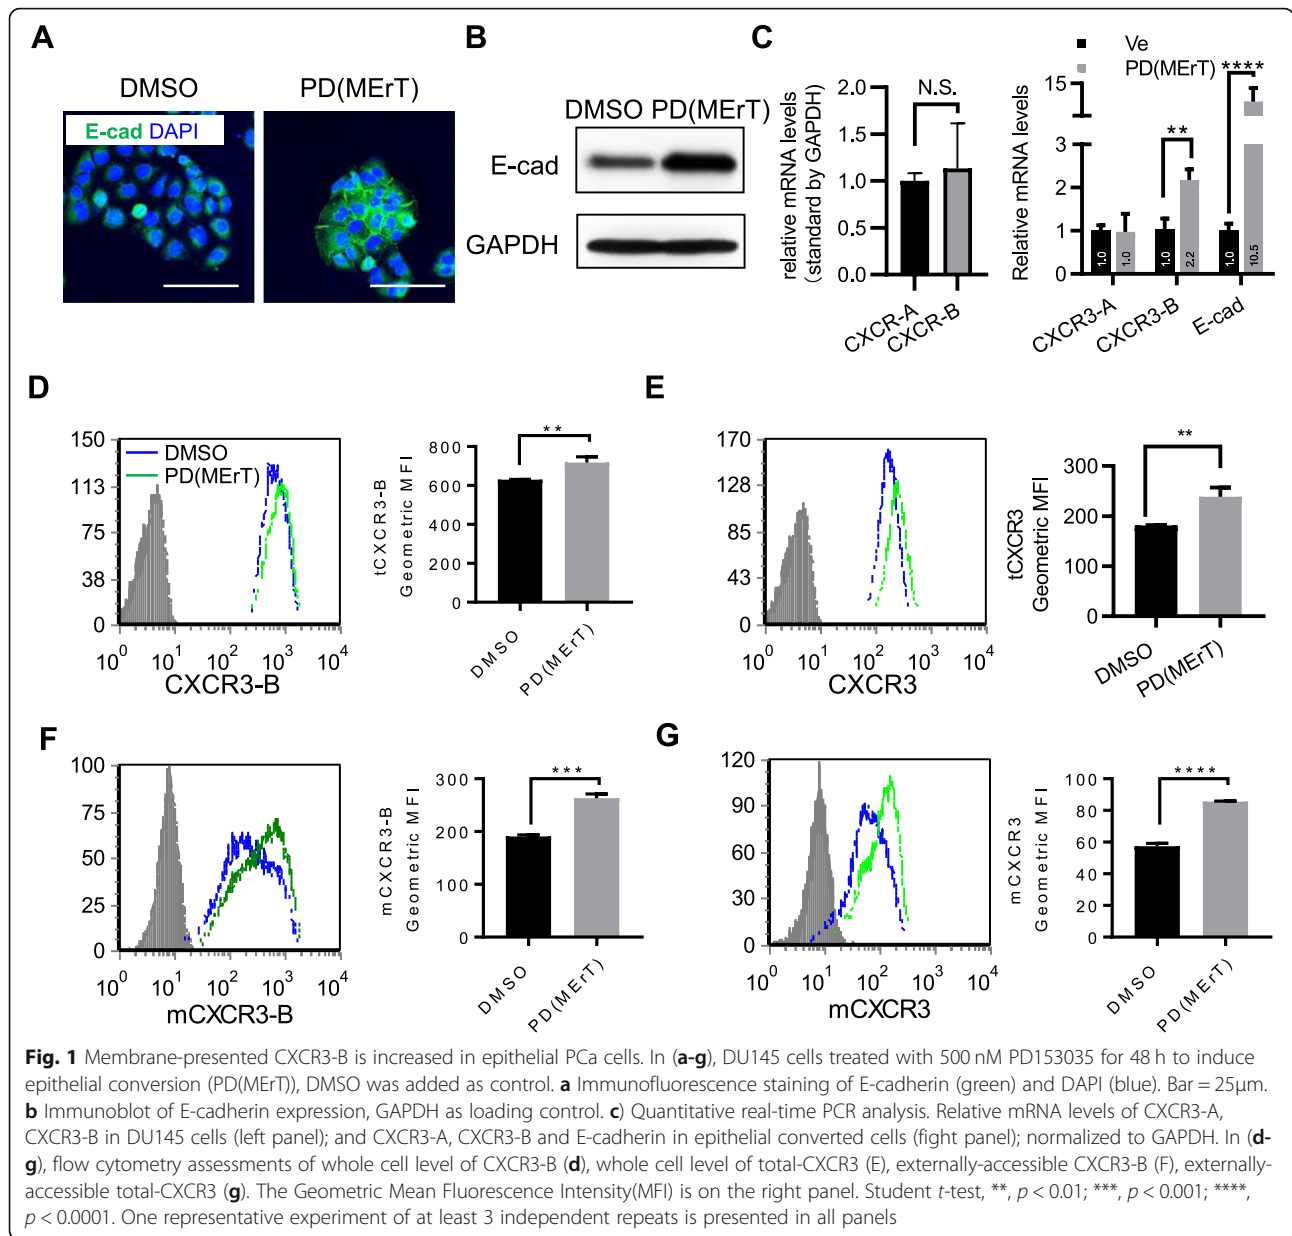 A
DMSO
PD(MErT)
E-cad DAPI
B
DMSO PD(MErT)
E-cad
GAPDH
C
relative mRNA levels
(standard by GAPDH)
2.0
1.5
1.0
0.5
0.0
N.S.
CXCR-A
CXCR-B
Ve
PD(MErT)
Relative mRNA levels
15
3
2
1
0
**
****
1.0
1.0
1.0
2.2
1.0
10.5
CXCR3-A
CXCR3-B
E-cad
D
150
113
75
38
0
DMSO
PD(MErT)
10^0 10^1 10^2 10^3 10^4
CXCR3-B
tCXCR3-B
Geometric MFI
800
600
400
200
0
**
DMSO
PD(MErT)
E
170
128
85
43
0
10^0 10^1 10^2 10^3 10^4
CXCR3
tCXCR3
Geometric MFI
300
200
100
0
**
DMSO
PD(MErT)
F
100
75
50
25
0
10^0 10^1 10^2 10^3 10^4
mCXCR3-B
mCXCR3-B
Geometric MFI
300
200
100
0
***
DMSO
PD(MErT)
G
120
90
60
30
0
10^0 10^1 10^2 10^3 10^4
mCXCR3
mCXCR3
Geometric MFI
100
80
60
40
20
0
****
DMSO
PD(MErT)
Fig. 1 Membrane-presented CXCR3-B is increased in epithelial PCa cells. In (a-g), DU145 cells treated with 500 nM PD153035 for 48 h to induce
epithelial conversion (PD(MErT)), DMSO was added as control. a Immunofluorescence staining of E-cadherin (green) and DAPI (blue). Bar = 25μm.
b Immunoblot of E-cadherin expression, GAPDH as loading control. c) Quantitative real-time PCR analysis. Relative mRNA levels of CXCR3-A,
CXCR3-B in DU145 cells (left panel); and CXCR3-A, CXCR3-B and E-cadherin in epithelial converted cells (fight panel); normalized to GAPDH. In (d-
g), flow cytometry assessments of whole cell level of CXCR3-B (d), whole cell level of total-CXCR3 (E), externally-accessible CXCR3-B (F), externally-
accessible total-CXCR3 (g). The Geometric Mean Fluorescence Intensity(MFI) is on the right panel. Student t-test, **, p < 0.01; ***, p < 0.001; ****,
p < 0.0001. One representative experiment of at least 3 independent repeats is presented in all panels